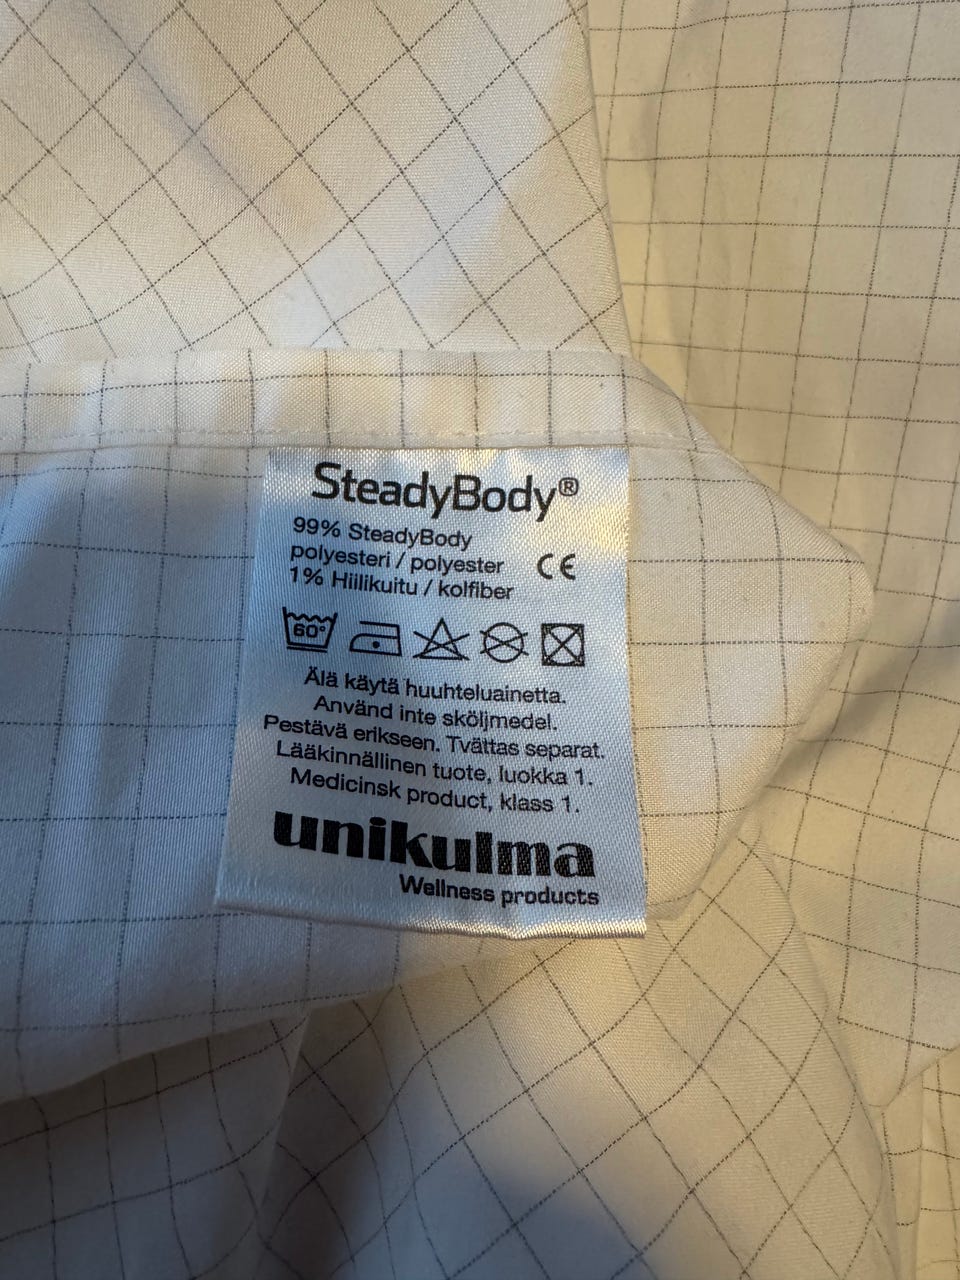 SteadyBody®
99% SteadyBody
polyesteri / polyester
CE
1% Hiilikuitu / kolfiber
60°
Älä käytä huuhteluainetta.
Använd inte sköljmedel.
Pestävä erikseen. Tvättas separat.
Lääkinnällinen tuote, luokka 1.
Medicinsk product, klass 1.
unikulma
Wellness products